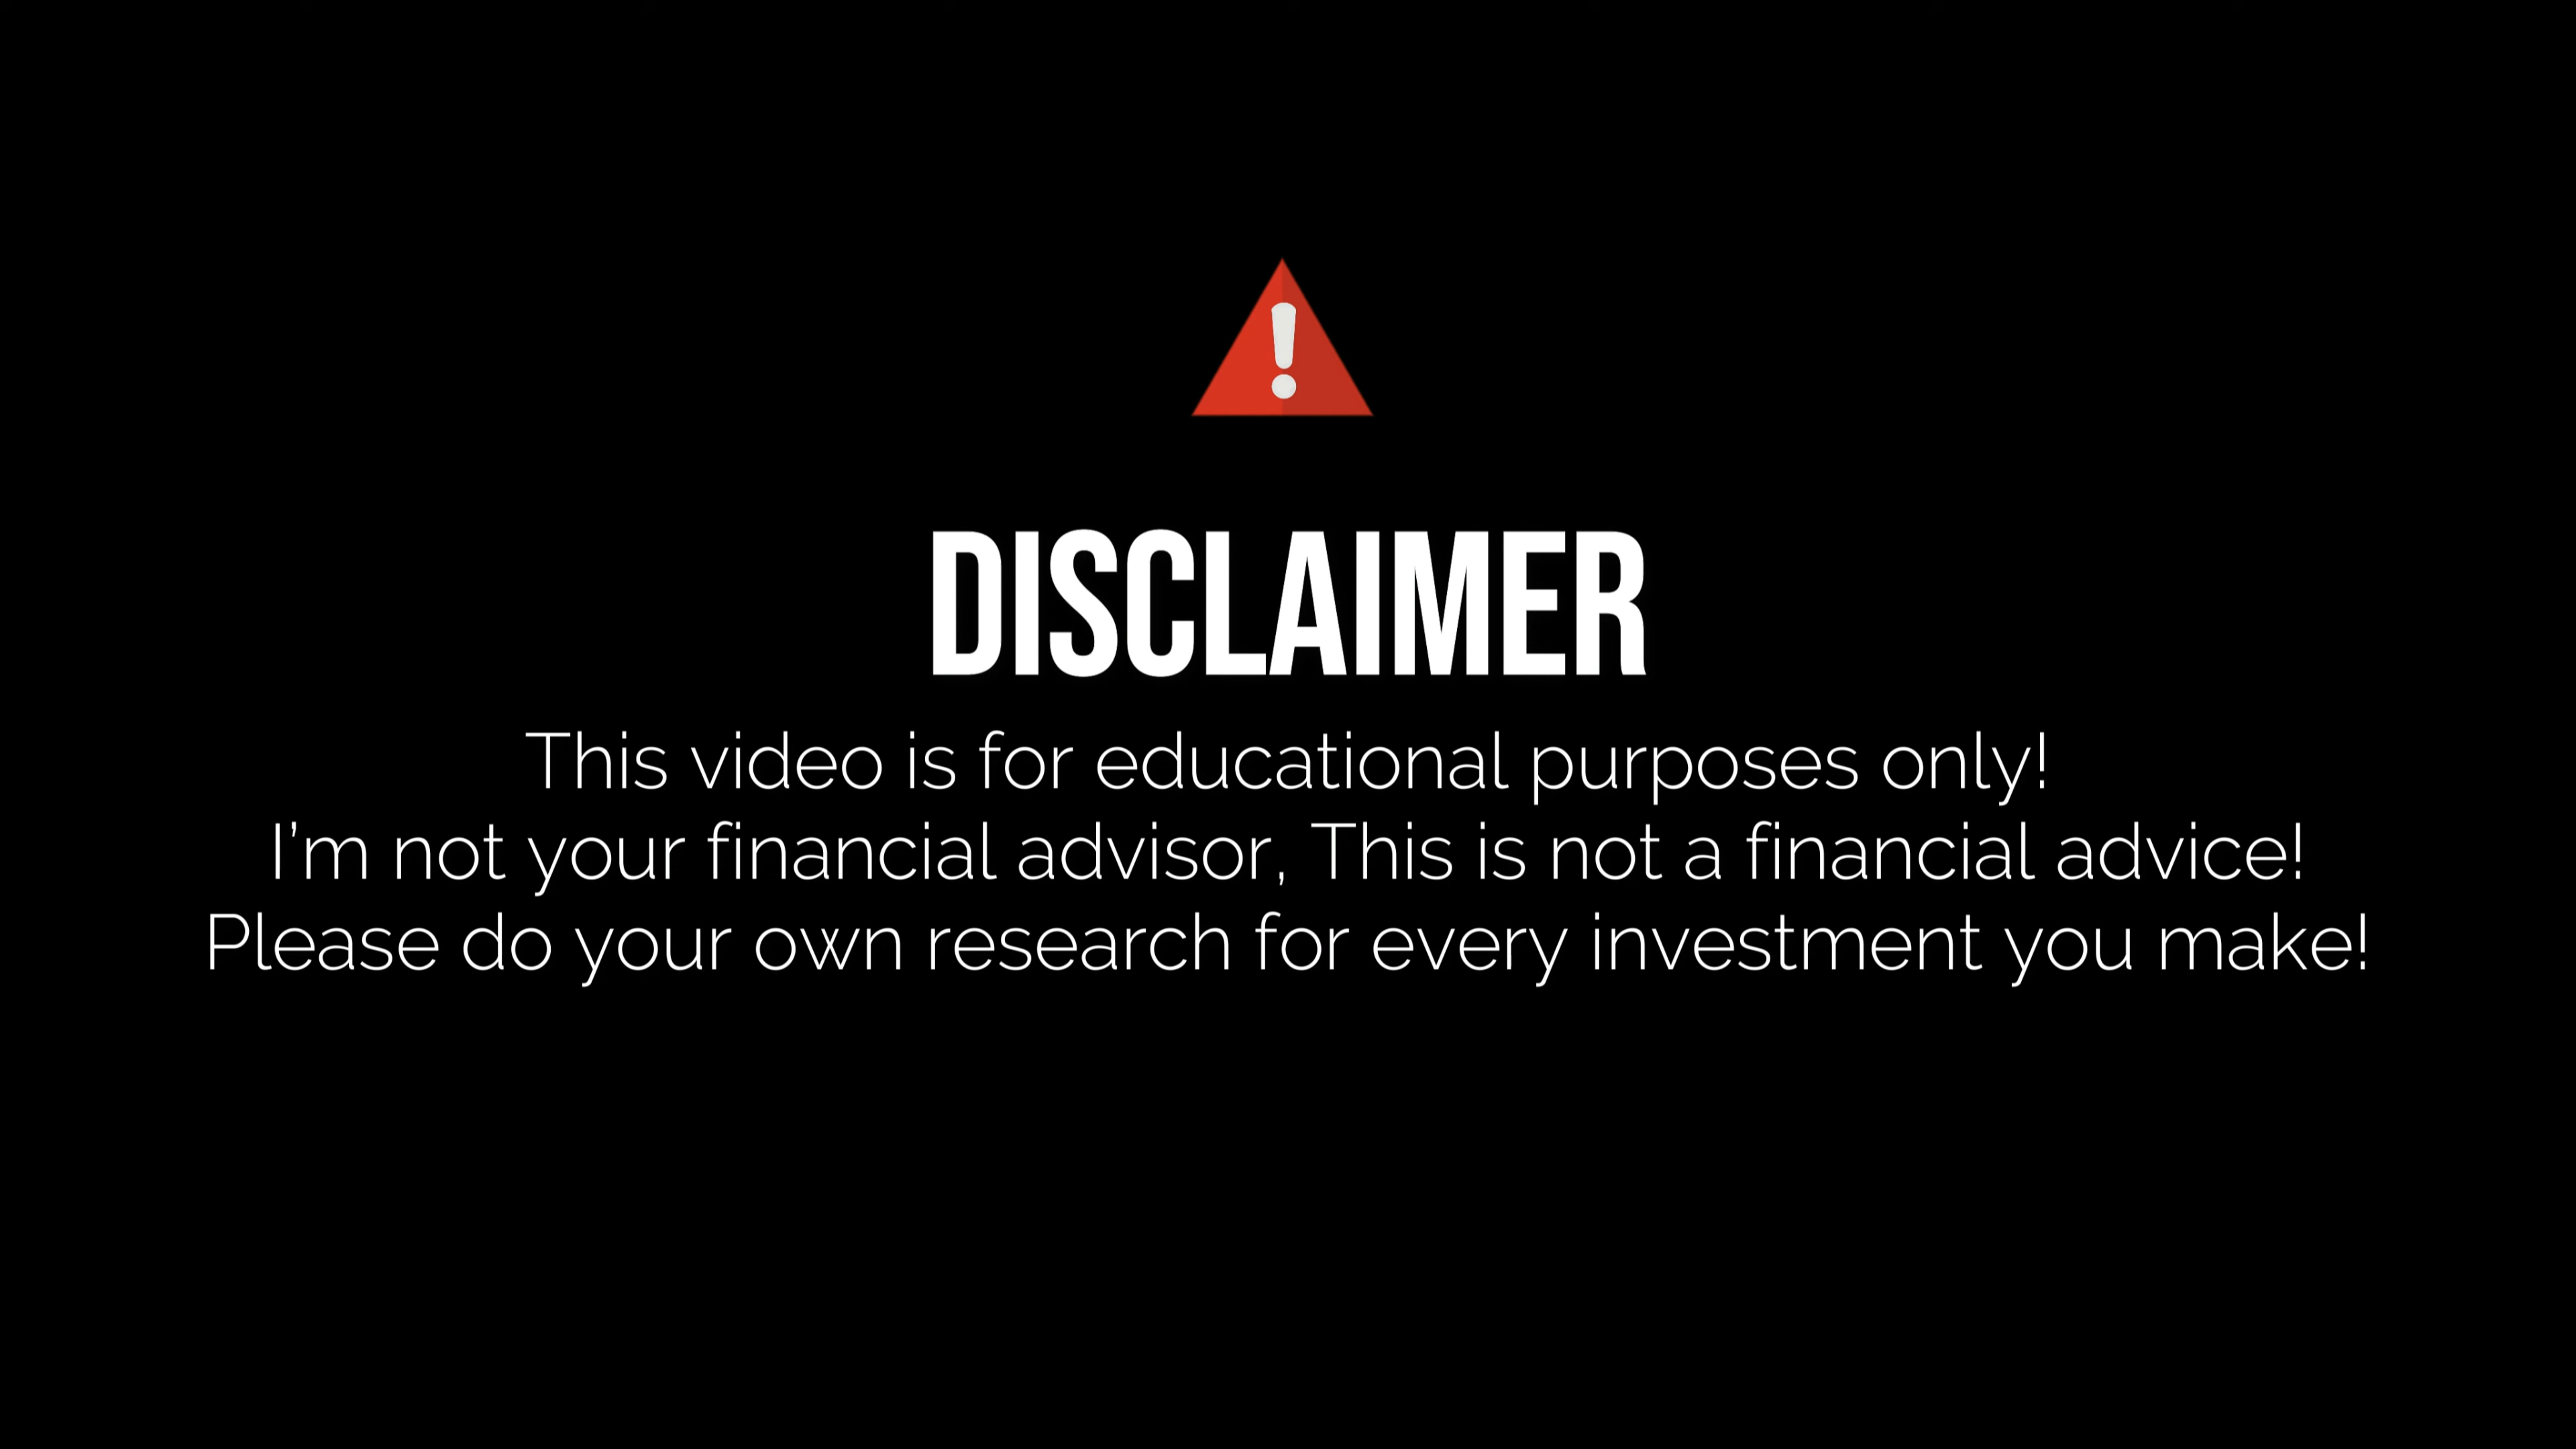 DISCLAIMER
This video is for educational purposes only!
I’m not your financial advisor, This is not a financial advice!
Please do your own research for every investment you make!